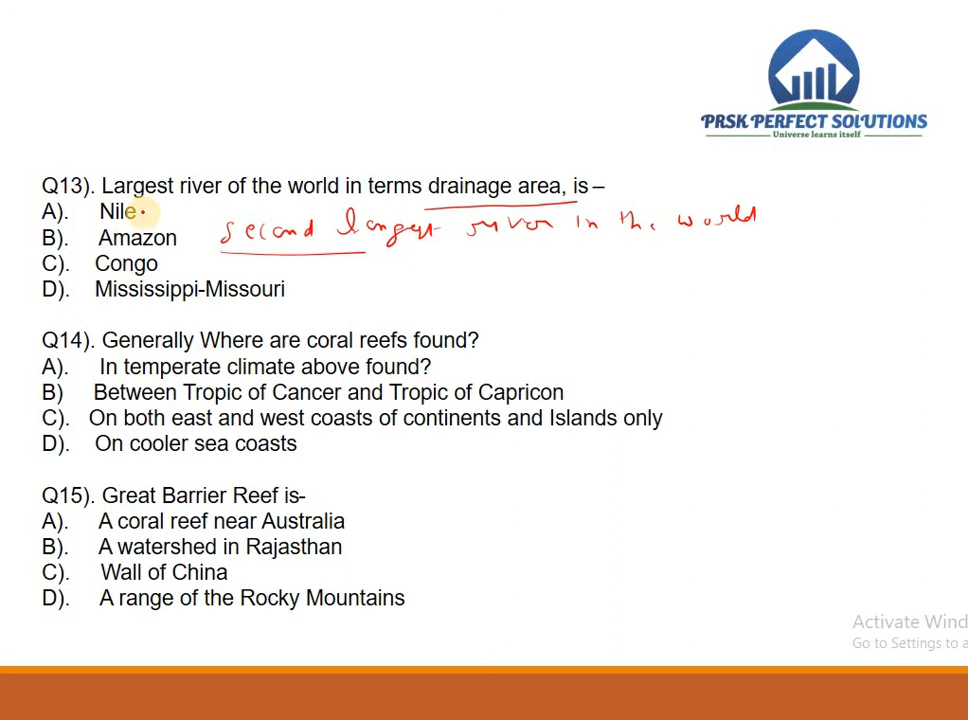 PRSK PERFECT SOLUTIONS
Universe learns itself
Q13). Largest river of the world in terms drainage area, is –
A). Nile
B). Amazon
second largest river in the world
C). Congo
D). Mississippi-Missouri
Q14). Generally Where are coral reefs found?
A). In temperate climate above found?
B) Between Tropic of Cancer and Tropic of Capricon
C). On both east and west coasts of continents and Islands only
D). On cooler sea coasts
Q15). Great Barrier Reef is-
A). A coral reef near Australia
B). A watershed in Rajasthan
C). Wall of China
D). A range of the Rocky Mountains
Activate Wind
Go to Settings to a